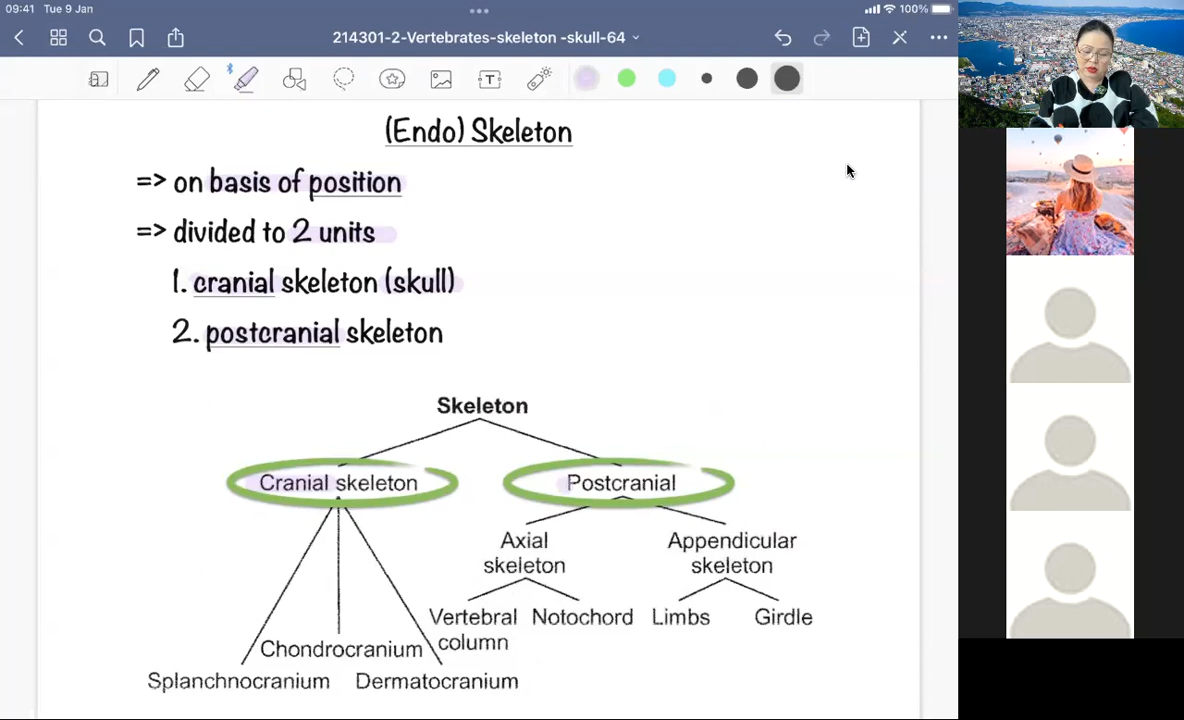 09:41 Tue 9 Jan
100%
214301-2-Vertebrates-skeleton -skull-64
(Endo) Skeleton
=> on basis of position
=> divided to 2 units
1. cranial skeleton (skull)
2. postcranial skeleton
Skeleton
Cranial skeleton
Postcranial
Axial
skeleton
Appendicular
skeleton
Vertebral
column
Notochord
Limbs
Girdle
Chondrocranium
Splanchnocranium
Dermatocranium